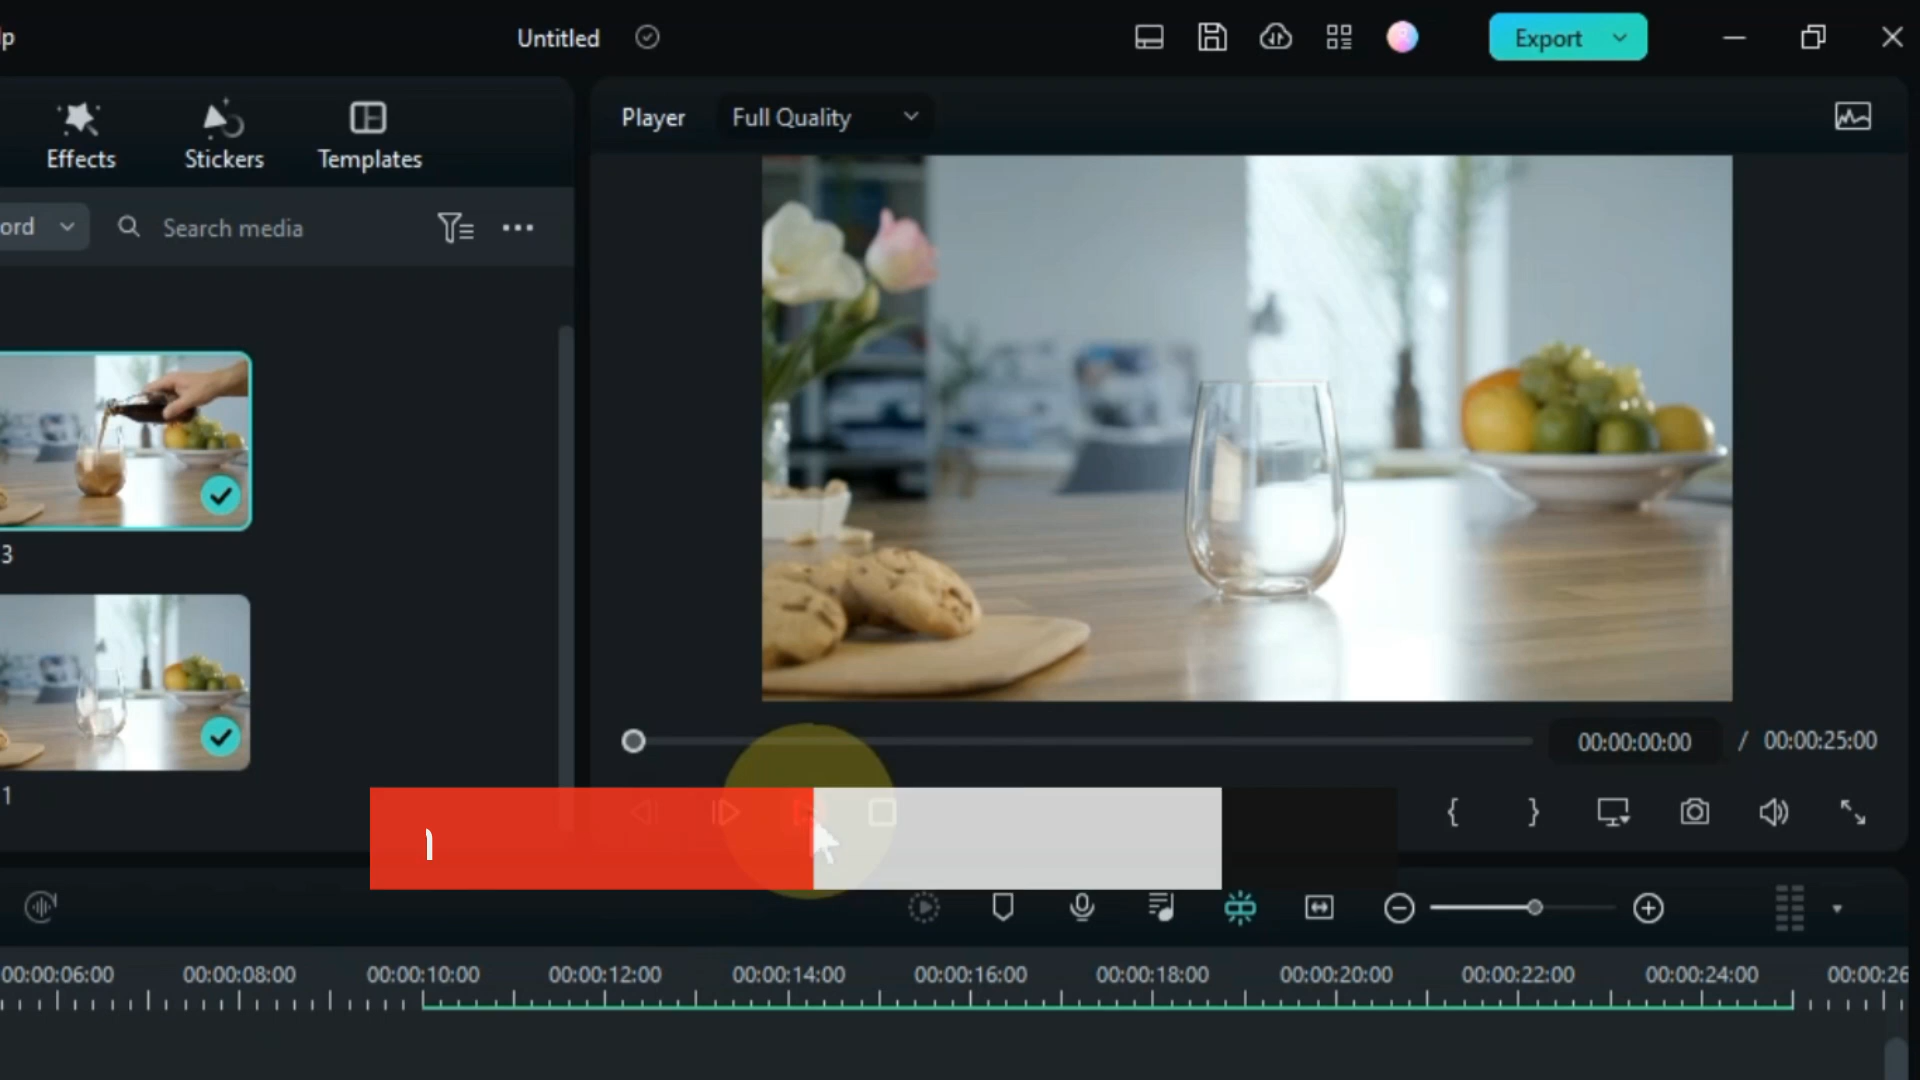 lp
Untitled
Export
Effects
Stickers
Templates
Player
Full Quality
ord
Search media
3
1
00:00:00:00
/ 00:00:25:00
00:00:06:00
00:00:08:00
00:00:10:00
00:00:12:00
00:00:14:00
00:00:16:00
00:00:18:00
00:00:20:00
00:00:22:00
00:00:24:00
00:00:26